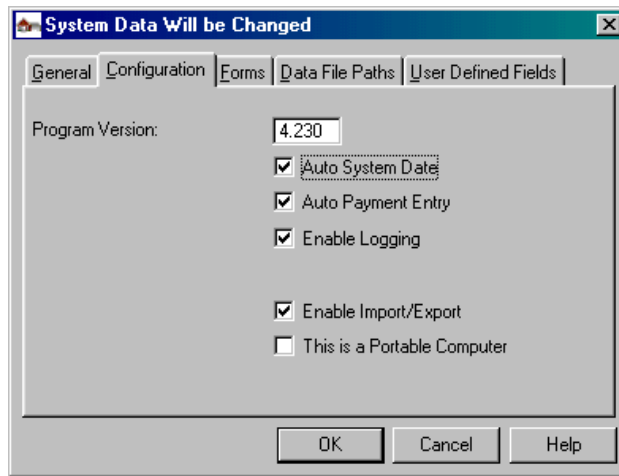 System Data Will be Changed
General Configuration Forms Data File Paths User Defined Fields
Program Version: 4.230
Auto System Date
Auto Payment Entry
Enable Logging
Enable Import/Export
This is a Portable Computer
OK Cancel Help